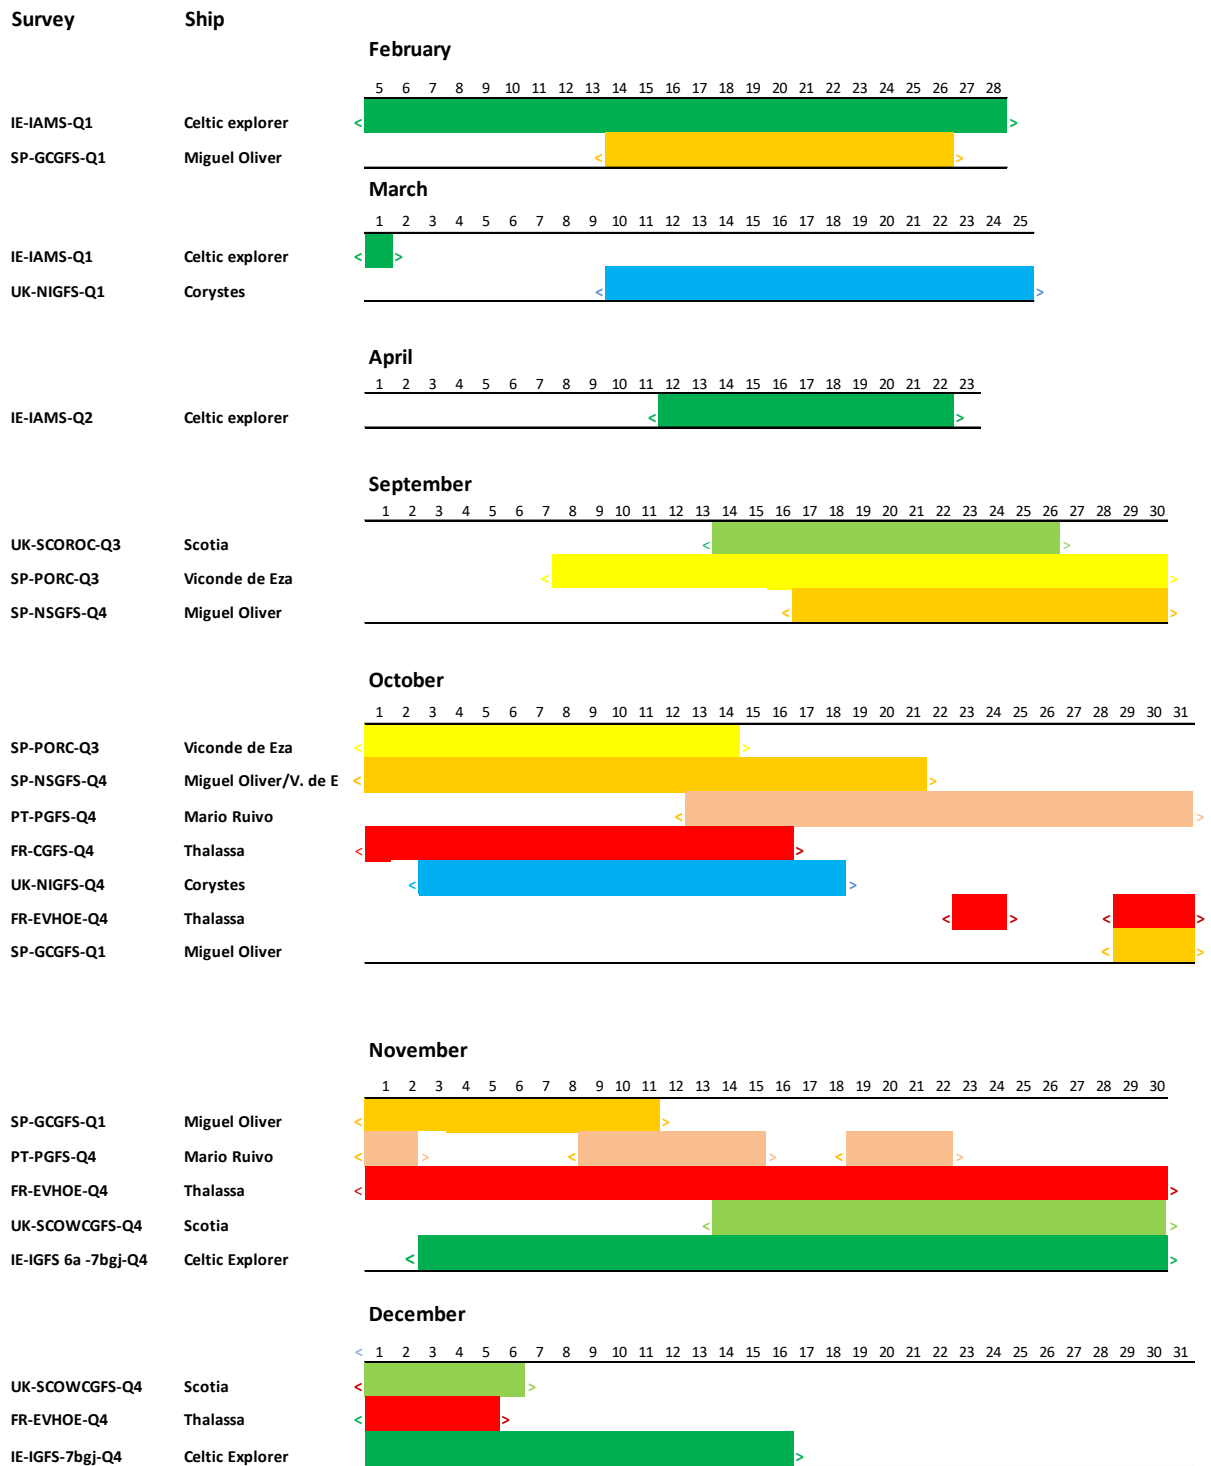 Survey Ship
February
5 6 7 8 9 10 11 12 13 14 15 16 17 18 19 20 21 22 23 24 25 26 27 28
IE-IAMS-Q1 Celtic explorer < >
SP-GCGFS-Q1 Miguel Oliver < >
March
1 2 3 4 5 6 7 8 9 10 11 12 13 14 15 16 17 18 19 20 21 22 23 24 25
IE-IAMS-Q1 Celtic explorer < >
UK-NIGFS-Q1 Corystes < >
April
1 2 3 4 5 6 7 8 9 10 11 12 13 14 15 16 17 18 19 20 21 22 23
IE-IAMS-Q2 Celtic explorer < >
September
1 2 3 4 5 6 7 8 9 10 11 12 13 14 15 16 17 18 19 20 21 22 23 24 25 26 27 28 29 30
UK-SCOROC-Q3 Scotia < >
SP-PORC-Q3 Viconde de Eza < >
SP-NSGFS-Q4 Miguel Oliver < >
October
1 2 3 4 5 6 7 8 9 10 11 12 13 14 15 16 17 18 19 20 21 22 23 24 25 26 27 28 29 30 31
SP-PORC-Q3 Viconde de Eza < >
SP-NSGFS-Q4 Miguel Oliver/V. de E < >
PT-PGFS-Q4 Mario Ruivo < >
FR-CGFS-Q4 Thalassa < >
UK-NIGFS-Q4 Corystes < >
FR-EVHOE-Q4 Thalassa < > < >
SP-GCGFS-Q1 Miguel Oliver < >
November
1 2 3 4 5 6 7 8 9 10 11 12 13 14 15 16 17 18 19 20 21 22 23 24 25 26 27 28 29 30
SP-GCGFS-Q1 Miguel Oliver < >
PT-PGFS-Q4 Mario Ruivo < > < > < >
FR-EVHOE-Q4 Thalassa < >
UK-SCOWCGFS-Q4 Scotia < >
IE-IGFS 6a -7bgj-Q4 Celtic Explorer < >
December
< 1 2 3 4 5 6 7 8 9 10 11 12 13 14 15 16 17 18 19 20 21 22 23 24 25 26 27 28 29 30 31
UK-SCOWCGFS-Q4 Scotia < >
FR-EVHOE-Q4 Thalassa < >
IE-IGFS-7bgj-Q4 Celtic Explorer >